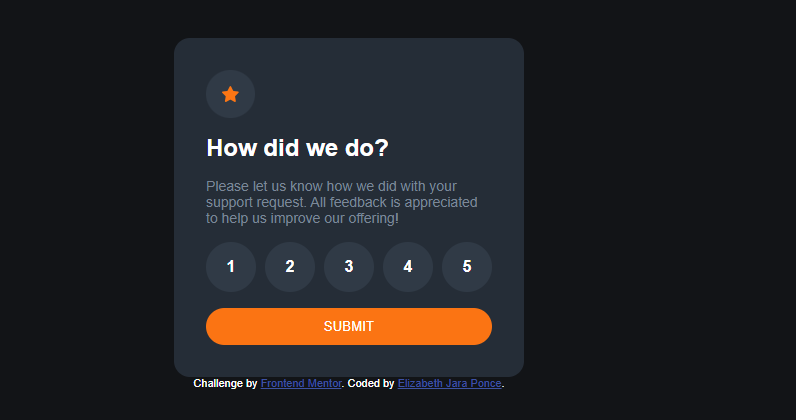 How did we do?
Please let us know how we did with your
support request. All feedback is appreciated
to help us improve our offering!
1 2 3 4 5
SUBMIT
Challenge by Frontend Mentor. Coded by Elizabeth Jara Ponce.